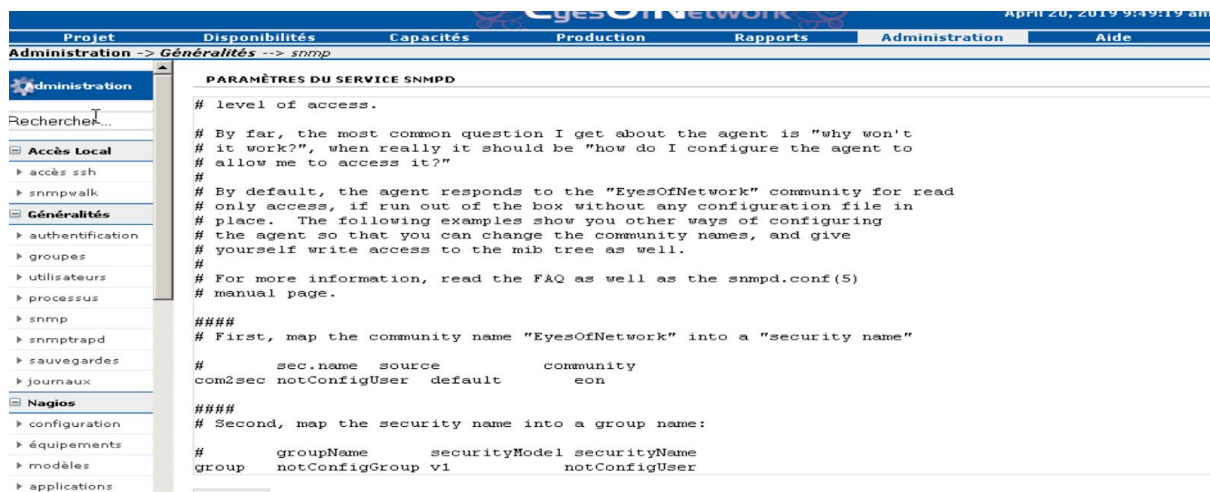 EyesOfNetwork
April 20, 2019 9:49:19 am
Projet Disponibilités Capacités Production Rapports Administration Aide
Administration -> Généralités --> snmp
Administration
Rechercher...
Accès Local
accès ssh
snmpwalk
Généralités
authentification
groupes
utilisateurs
processus
snmp
snmptrapd
sauvegardes
journaux
Nagios
configuration
équipements
modèles
applications
PARAMÈTRES DU SERVICE SNMPD
# level of access.
# By far, the most common question I get about the agent is "why won't
# it work?", when really it should be "how do I configure the agent to
# allow me to access it?"
#
# By default, the agent responds to the "EyesOfNetwork" community for read
# only access, if run out of the box without any configuration file in
# place.  The following examples show you other ways of configuring
# the agent so that you can change the community names, and give
# yourself write access to the mib tree as well.
#
# For more information, read the FAQ as well as the snmpd.conf(5)
# manual page.
####
# First, map the community name "EyesOfNetwork" into a "security name"
#       sec.name  source          community
com2sec notConfigUser  default       eon
####
# Second, map the security name into a group name:
#       groupName      securityModel securityName
group   notConfigGroup v1           notConfigUser